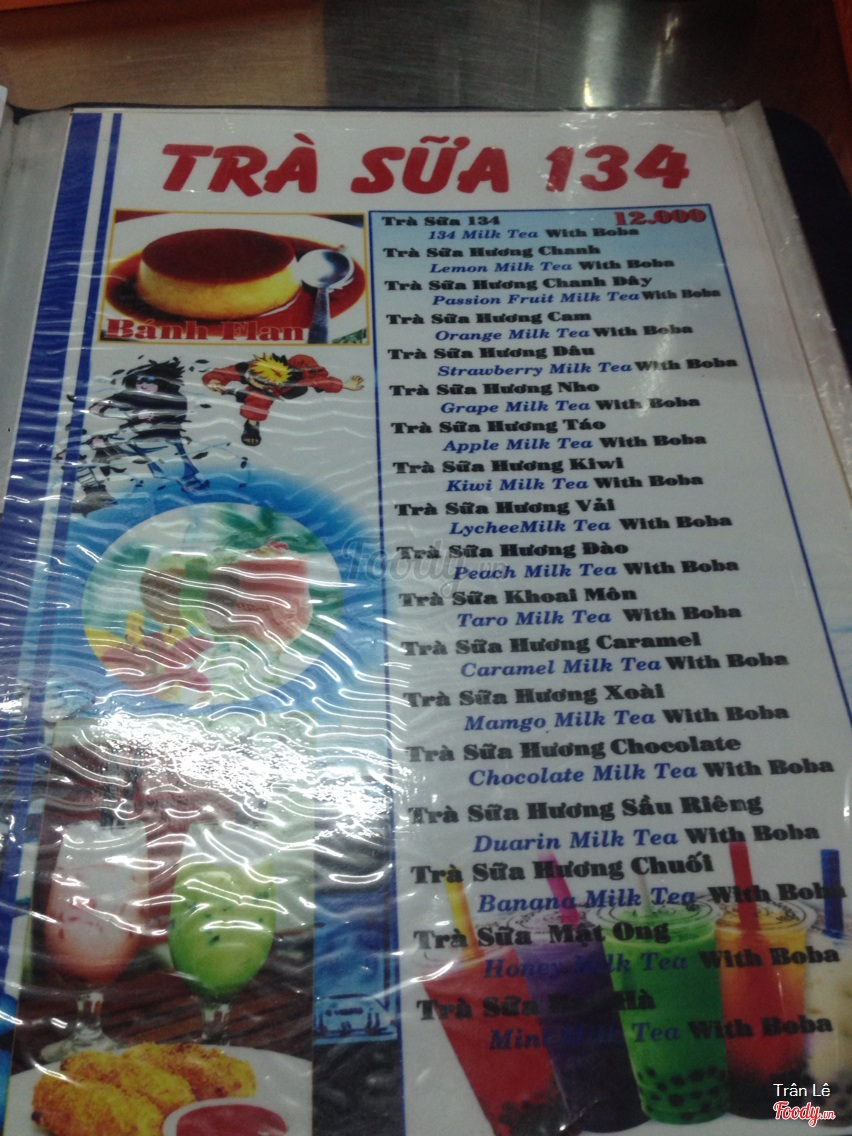 TRÀ SỮA 134
Bánh Flan
Trà Sữa 134 12.000
134 Milk Tea With Boba
Trà Sữa Hương Chanh
Lemon Milk Tea With Boba
Trà Sữa Hương Chanh Dây
Passion Fruit Milk Tea With Boba
Trà Sữa Hương Cam
Orange Milk Tea With Boba
Trà Sữa Hương Dâu
Strawberry Milk Tea With Boba
Trà Sữa Hương Nho
Grape Milk Tea With Boba
Trà Sữa Hương Táo
Apple Milk Tea With Boba
Trà Sữa Hương Kiwi
Kiwi Milk Tea With Boba
Trà Sữa Hương Vải
LycheeMilk Tea With Boba
Trà Sữa Hương Đào
Peach Milk Tea With Boba
Trà Sữa Khoai Môn
Taro Milk Tea With Boba
Trà Sữa Hương Caramel
Caramel Milk Tea With Boba
Trà Sữa Hương Xoài
Mamgo Milk Tea With Boba
Trà Sữa Hương Chocolate
Chocolate Milk Tea With Boba
Trà Sữa Hương Sầu Riêng
Duarin Milk Tea With Boba
Trà Sữa Hương Chuối
Banana Milk Tea With Boba
Trà Sữa Mật Ong
Honey Milk Tea With Boba
Trà Sữa Hà
Mint Milk Tea With Boba
Foody.vn
Trân Lê
Foody.vn